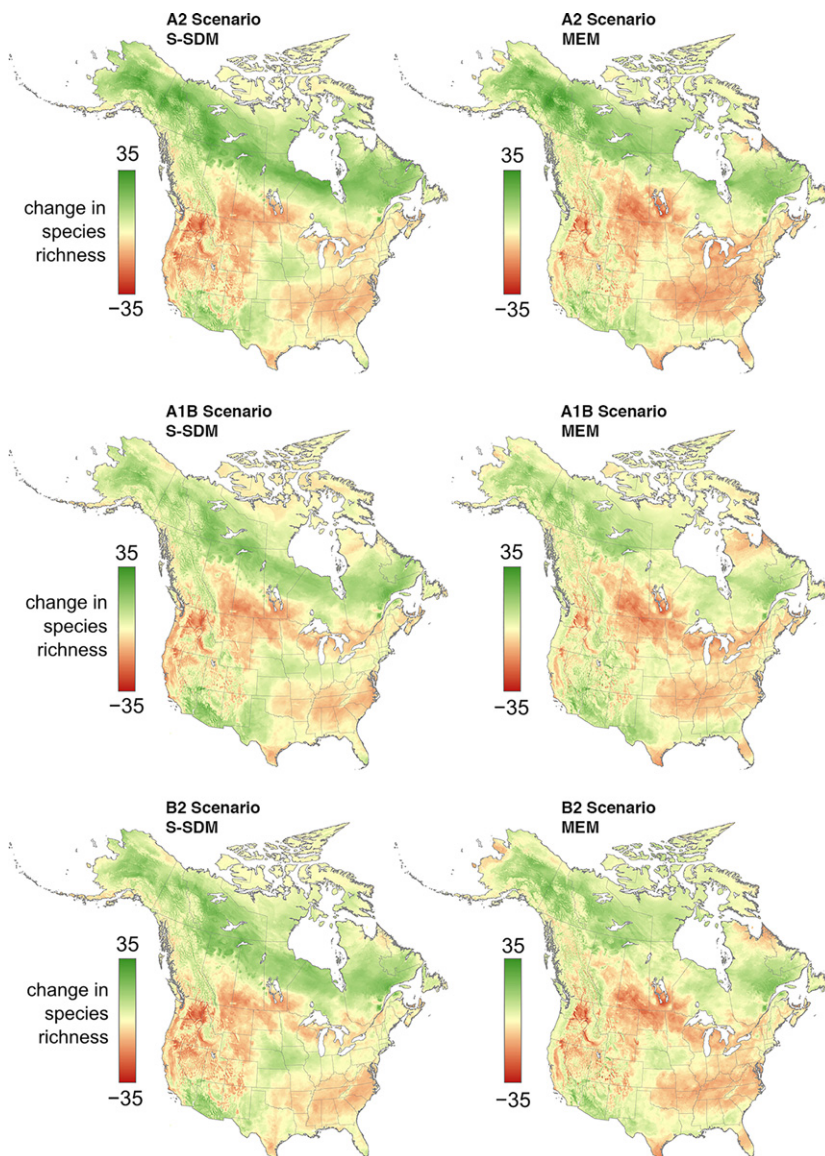 A2 Scenario
S-SDM
A2 Scenario
MEM
35
change in
species
richness
−35
35
change in
species
richness
−35
A1B Scenario
S-SDM
A1B Scenario
MEM
35
change in
species
richness
−35
35
change in
species
richness
−35
B2 Scenario
S-SDM
B2 Scenario
MEM
35
change in
species
richness
−35
35
change in
species
richness
−35